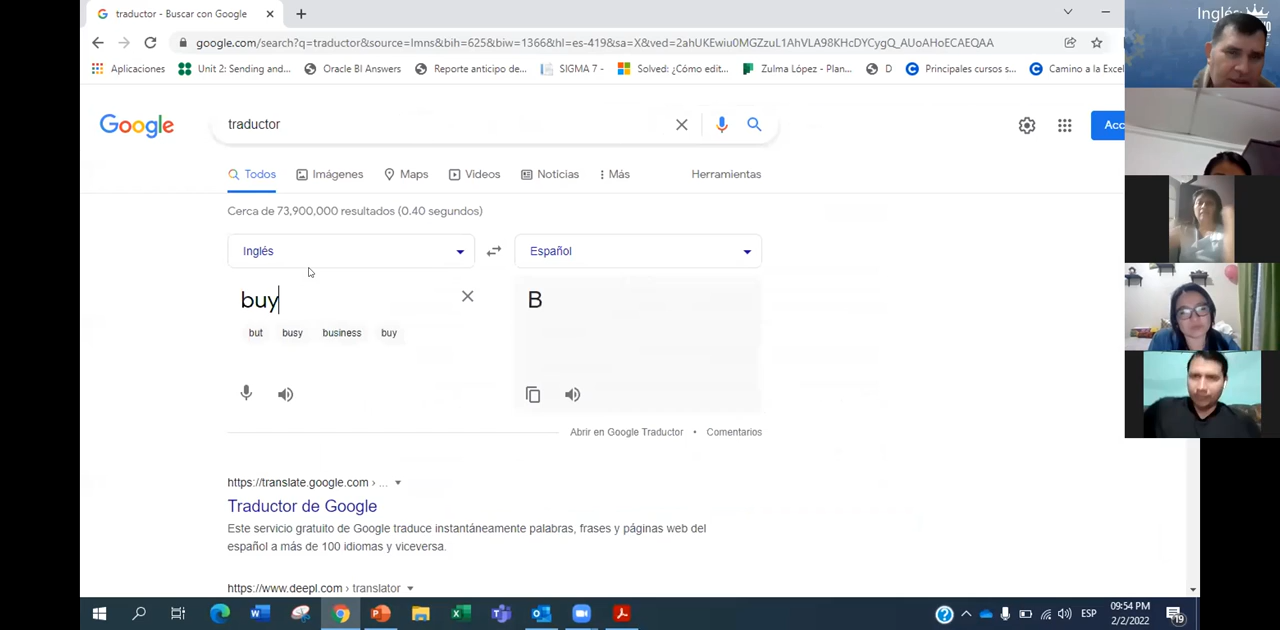 traductor - Buscar con Google
google.com/search?q=traductor&source=lmns&bih=625&biw=1366&hl=es-419&sa=X&ved=2ahUKEwiu0MGZzuL1AhVLA98KHcDYCygQ_AUoAHoECAEQAA
Aplicaciones Unit 2: Sending and... Oracle BI Answers Reporte anticipo de... SIGMA 7 - Solved: ¿Cómo edit... Zulma López - Plan... D Principales cursos s... Camino a la Excel
Inglés
Google
traductor
Acc
Todos Imágenes Maps Videos Noticias Más Herramientas
Cerca de 73,900,000 resultados (0.40 segundos)
Inglés Español
buy B
but busy business buy
Abrir en Google Traductor • Comentarios
https://translate.google.com › ...
Traductor de Google
Este servicio gratuito de Google traduce instantáneamente palabras, frases y páginas web del
español a más de 100 idiomas y viceversa.
https://www.deepl.com › translator
ESP 09:54 PM
2/2/2022
19